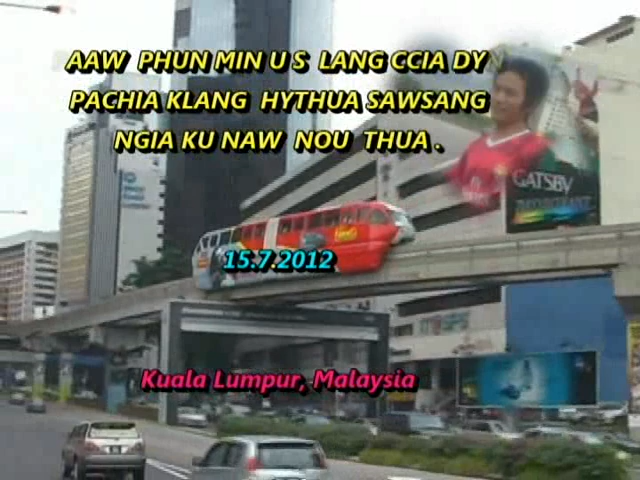 AAW PHUN MIN U S LANG CCIA DY
PACHIA KLANG HYTHUA SAWSANG
NGIA KU NAW NOU THUA .
GATSBY
15.7.2012
Kuala Lumpur, Malaysia